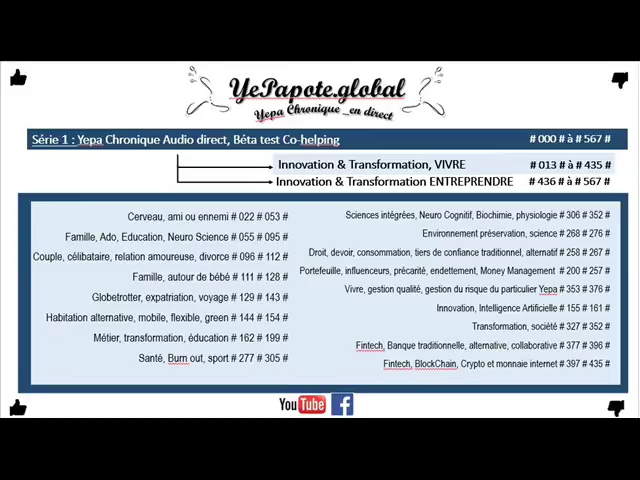 YePapote.global
Yepa Chronique _en direct
Série 1 : Yepa Chronique Audio direct, Béta test Co-helping # 000 # à # 567 #
Innovation & Transformation, VIVRE # 013 # à # 435 #
Innovation & Transformation ENTREPRENDRE # 436 # à # 567 #
Cerveau, ami ou ennemi # 022 # 053 #
Famille, Ado, Education, Neuro Science # 055 # 095 #
Couple, célibataire, relation amoureuse, divorce # 096 # 112 #
Famille, autour de bébé # 111 # 128 #
Globetrotter, expatriation, voyage # 129 # 143 #
Habitation alternative, mobile, flexible, green # 144 # 154 #
Métier, transformation, éducation # 162 # 199 #
Santé, Burn out, sport # 277 # 305 #
Sciences intégrées, Neuro Cognitif, Biochimie, physiologie # 306 # 352 #
Environnement préservation, science # 268 # 276 #
Droit, devoir, consommation, tiers de confiance traditionnel, alternatif # 258 # 267 #
Portefeuille, influenceurs, précarité, endettement, Money Management # 200 # 257 #
Vivre, gestion qualité, gestion du risque du particulier Yepa # 353 # 376 #
Innovation, Intelligence Artificielle # 155 # 161 #
Transformation, société # 327 # 352 #
Fintech, Banque traditionnelle, alternative, collaborative # 377 # 396 #
Fintech, BlockChain, Crypto et monnaie internet # 397 # 435 #
YouTube f